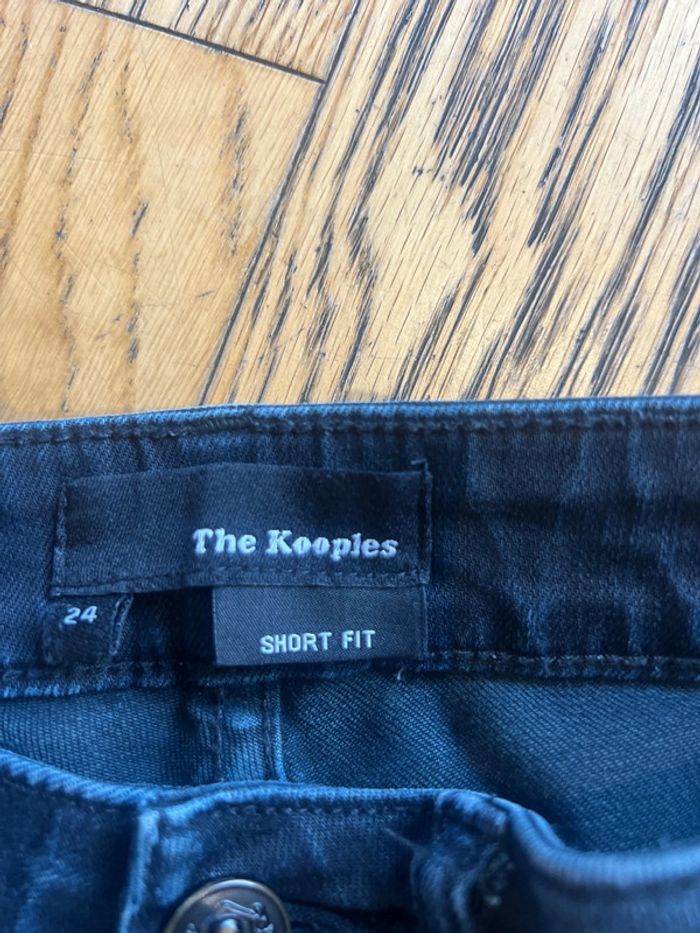 The Kooples
24
SHORT FIT